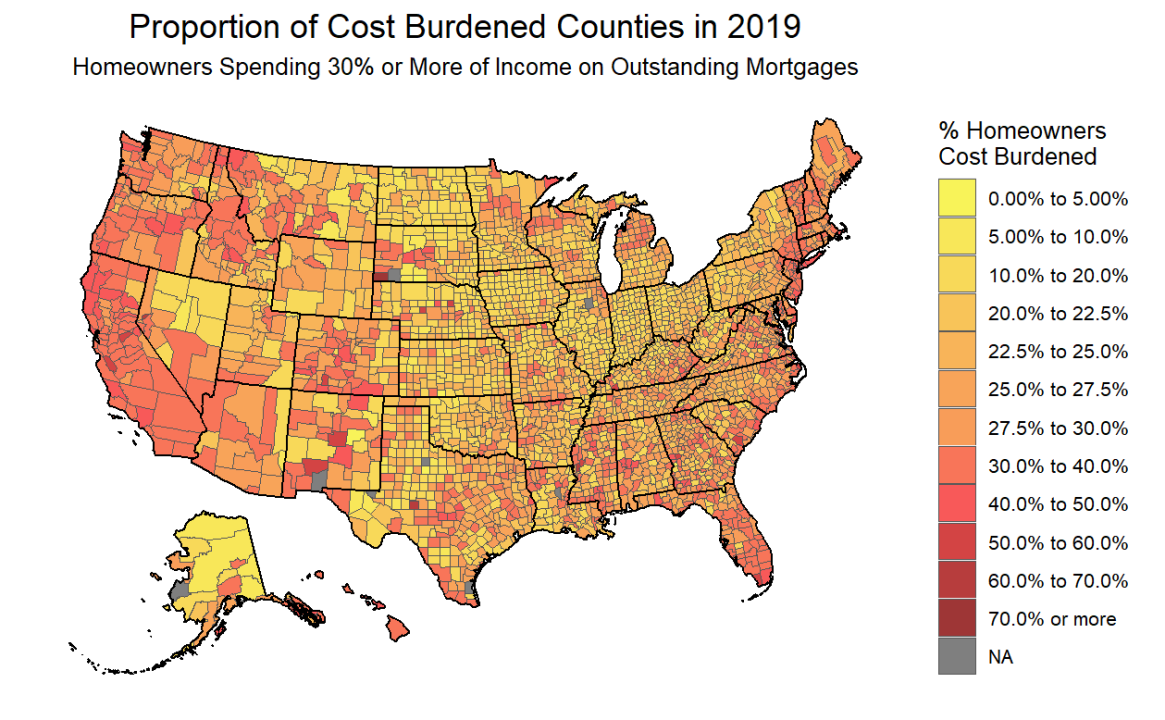 Proportion of Cost Burdened Counties in 2019
Homeowners Spending 30% or More of Income on Outstanding Mortgages
% Homeowners
Cost Burdened
0.00% to 5.00%
5.00% to 10.0%
10.0% to 20.0%
20.0% to 22.5%
22.5% to 25.0%
25.0% to 27.5%
27.5% to 30.0%
30.0% to 40.0%
40.0% to 50.0%
50.0% to 60.0%
60.0% to 70.0%
70.0% or more
NA